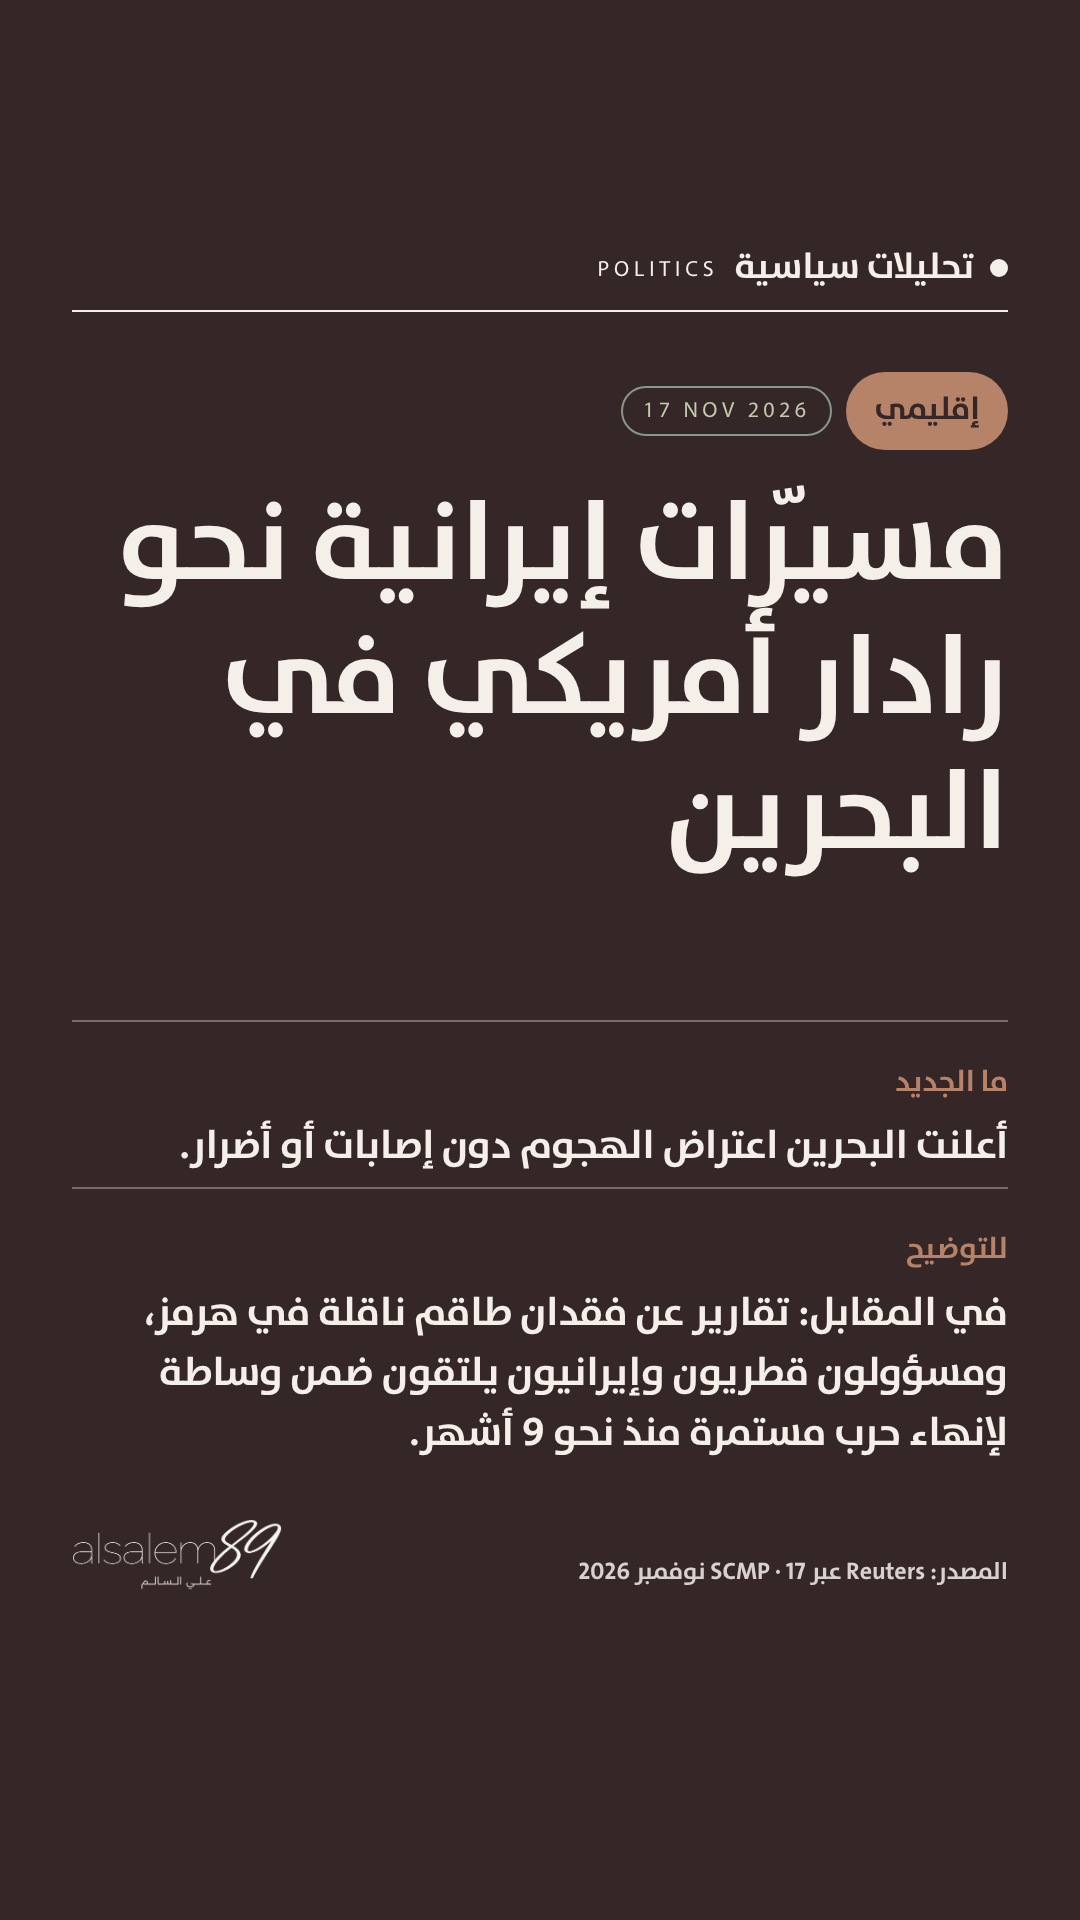 تحليلات سياسية POLITICS
إقليمي 17 NOV 2026
مسيّرات إيرانية نحو
رادار أمريكي في
البحرين
ما الجديد
أعلنت البحرين اعتراض الهجوم دون إصابات أو أضرار.
للتوضيح
في المقابل: تقارير عن فقدان طاقم ناقلة في هرمز،
ومسؤولون قطريون وإيرانيون يلتقون ضمن وساطة
لإنهاء حرب مستمرة منذ نحو 9 أشهر.
المصدر: Reuters عبر SCMP · 17 نوفمبر 2026
alsalem89
علي السالم